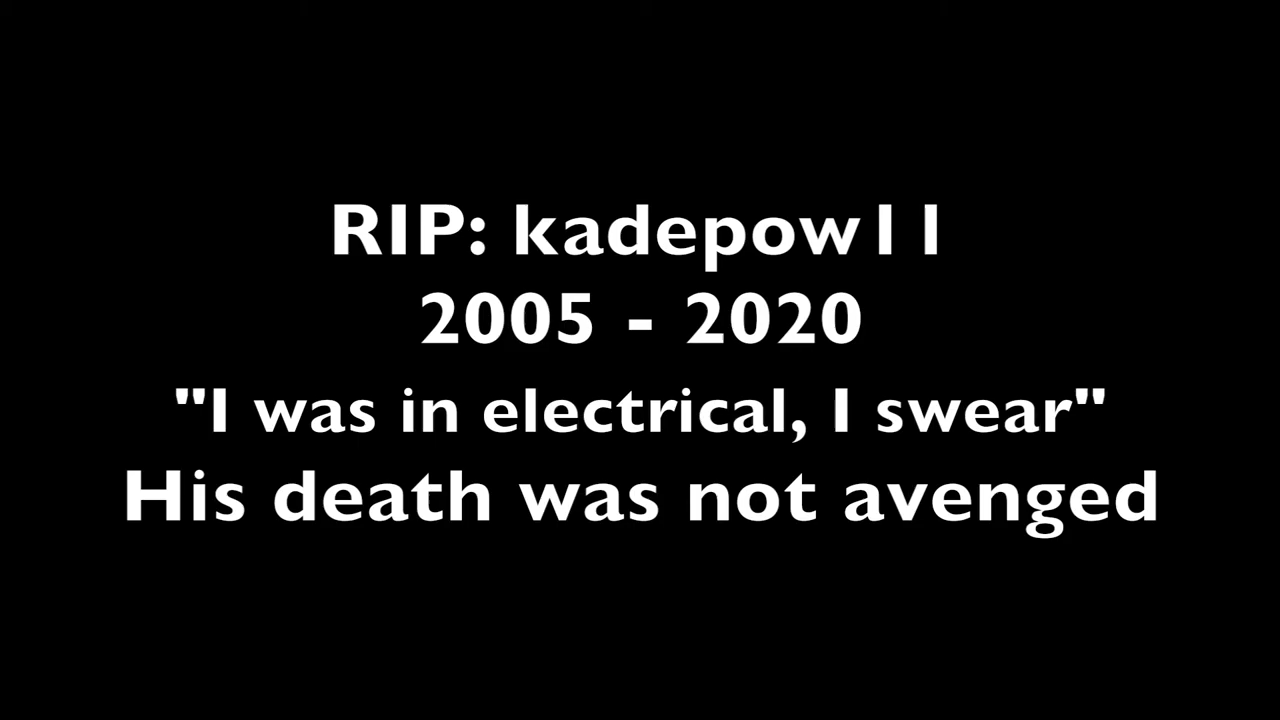 RIP: kadepow11
2005 - 2020
"I was in electrical, I swear"
His death was not avenged